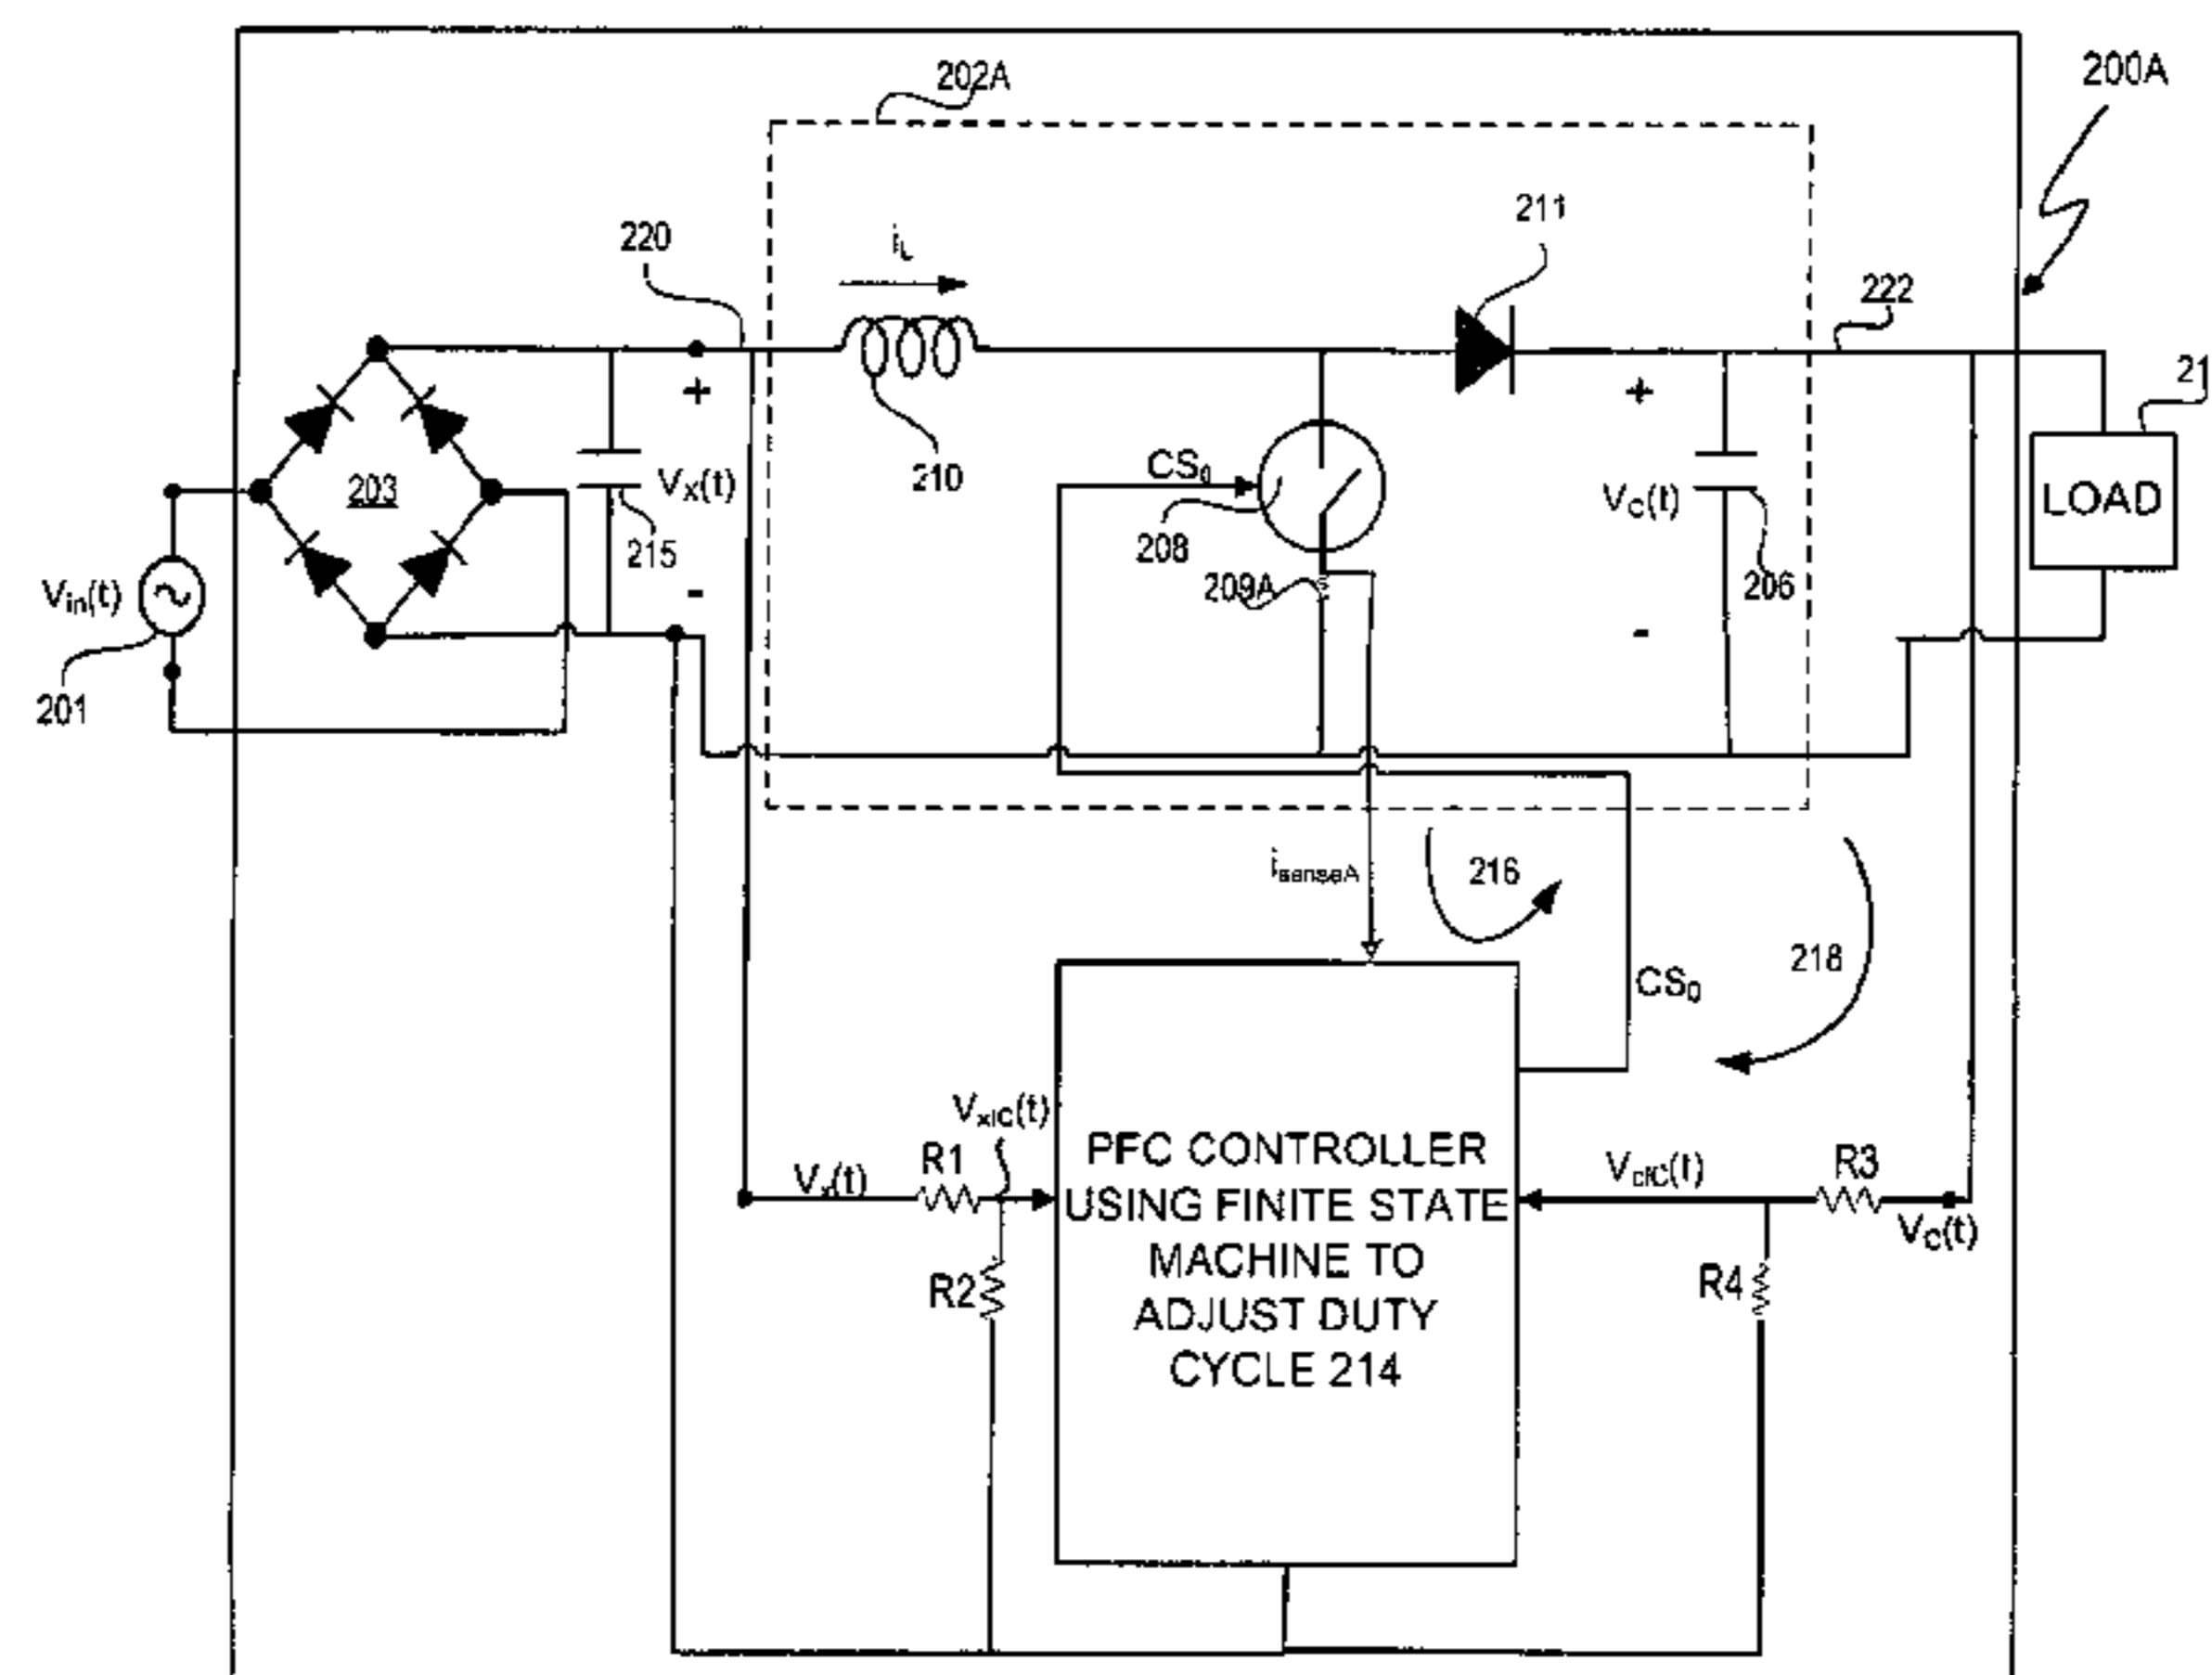 202A
200A
211
220
iL
222
21
203
Vx(t)
210
CS0
208
VC(t)
LOAD
215
209A
206
Vin(t)
201
isenseA
216
218
CS0
VxIC(t)
PFC CONTROLLER
USING FINITE STATE
MACHINE TO
ADJUST DUTY
CYCLE 214
R1
Vx(t)
R2
VcIC(t)
R3
VC(t)
R4
+
-
+
-